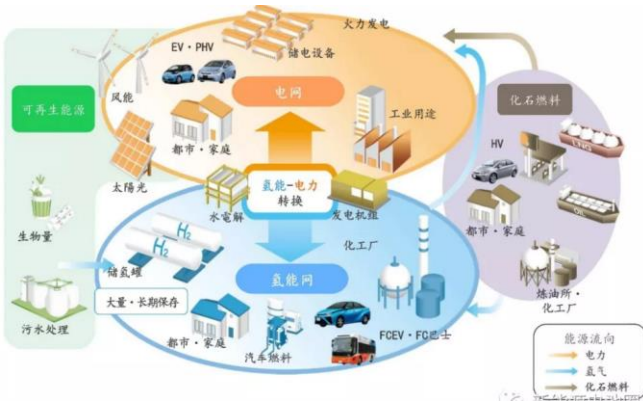 火力发电
EV・PHV
储电设备
风能
电网
化石燃料
可再生能源
工业用途
HV
LNG
都市・家庭
太陽光
氢能-电力
转换
水電解
发电机组
都市・家庭
OIL
生物量
H2
H2
化工厂
储氢罐
氢能网
大量・长期保存
炼油所・
化工厂
都市・家庭
污水处理
汽车燃料
FCEV・FC巴士
能源流向
电力
氢气
化石燃料